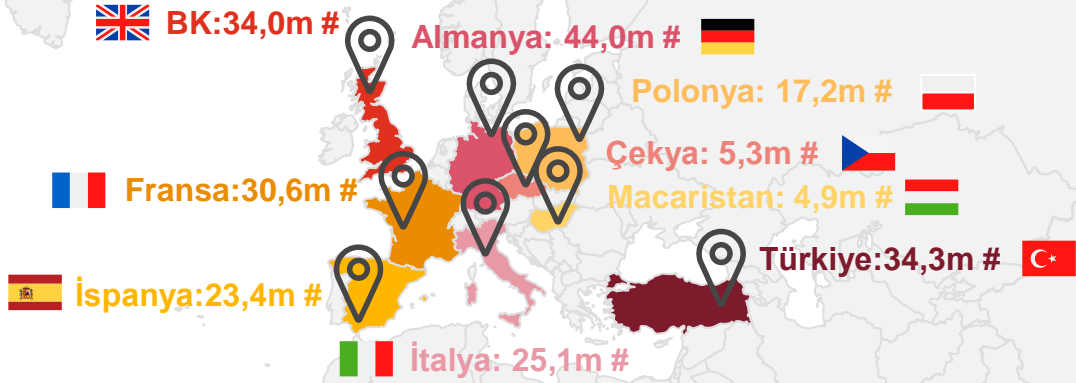 BK:34,0m #
Almanya: 44,0m #
Polonya: 17,2m #
Çekya: 5,3m #
Fransa:30,6m #
Macaristan: 4,9m #
Türkiye:34,3m #
İspanya:23,4m #
İtalya: 25,1m #